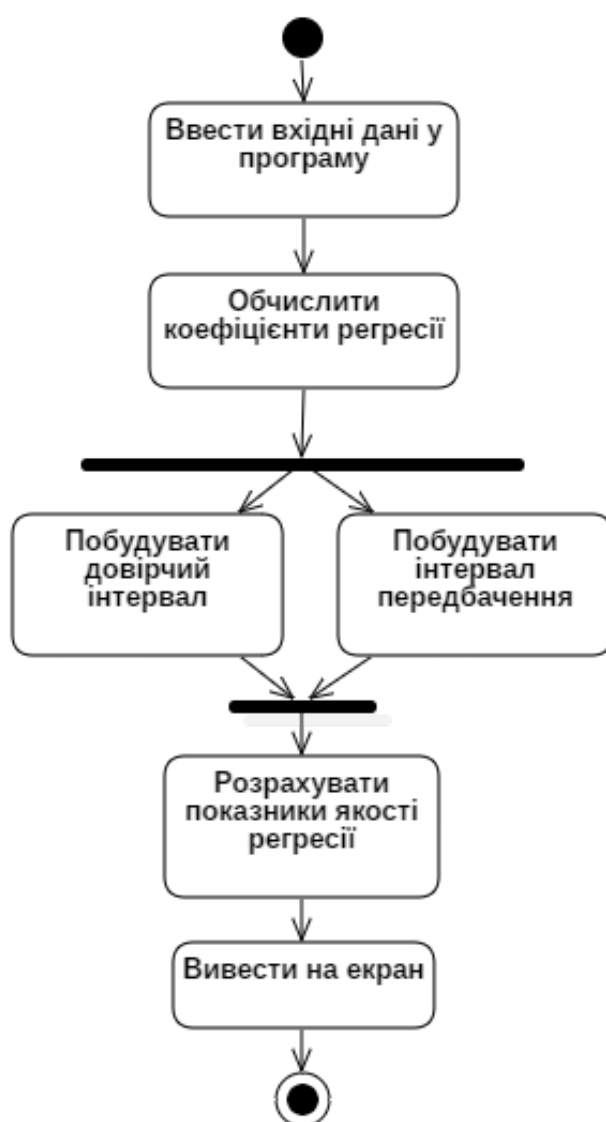 Ввести вхідні дані у
програму
Обчислити
коефіцієнти регресії
Побудувати
довірчий
інтервал
Побудувати
інтервал
передбачення
Розрахувати
показники якості
регресії
Вивести на екран